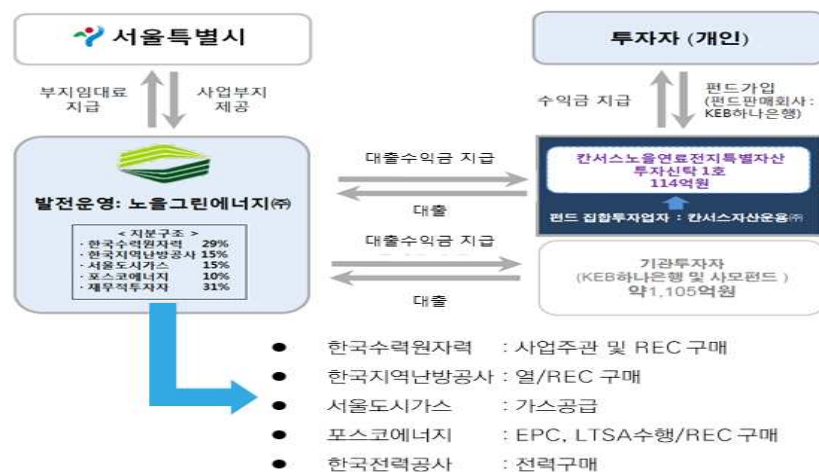 서울특별시
투자자 (개인)
부지임대료
지급
사업부지
제공
수익금 지급
펀드가입
(펀드판매회사 :
KEB하나은행)
발전운영: 노을그린에너지㈜
< 지분구조 >
· 한국수력원자력 29%
· 한국지역난방공사 15%
· 서울도시가스 15%
· 포스코에너지 10%
· 재무적투자자 31%
대출수익금 지급
대출
대출수익금 지급
대출
칸서스노을연료전지특별자산
투자신탁 1호
114억원
펀드 집합투자업자 : 칸서스자산운용㈜
기관투자자
(KEB하나은행 및 사모펀드 )
약1,105억원
● 한국수력원자력 : 사업주관 및 REC 구매
● 한국지역난방공사 : 열/REC 구매
● 서울도시가스 : 가스공급
● 포스코에너지 : EPC, LTSA수행/REC 구매
● 한국전력공사 : 전력구매